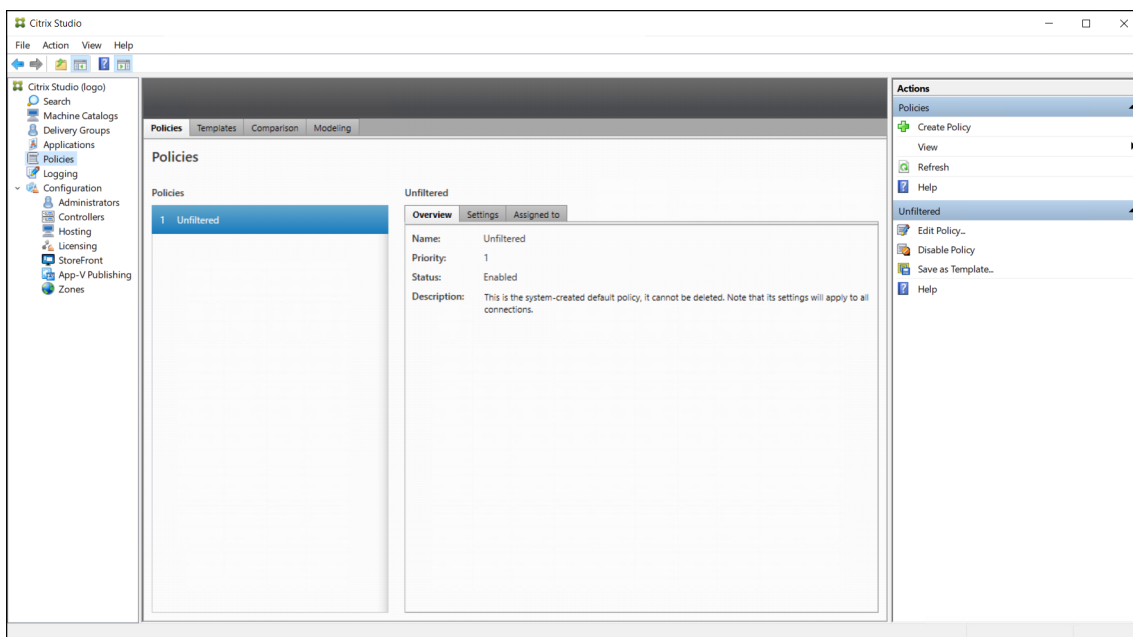 Citrix Studio
File Action View Help
Citrix Studio (logo)
Search
Machine Catalogs
Delivery Groups
Applications
Policies
Logging
Configuration
Administrators
Controllers
Hosting
Licensing
StoreFront
App-V Publishing
Zones
Policies Templates Comparison Modeling
Policies
Policies
1 Unfiltered
Unfiltered
Overview Settings Assigned to
Name: Unfiltered
Priority: 1
Status: Enabled
Description: This is the system-created default policy, it cannot be deleted. Note that its settings will apply to all
connections.
Actions
Policies
Create Policy
View
Refresh
Help
Unfiltered
Edit Policy...
Disable Policy
Save as Template...
Help